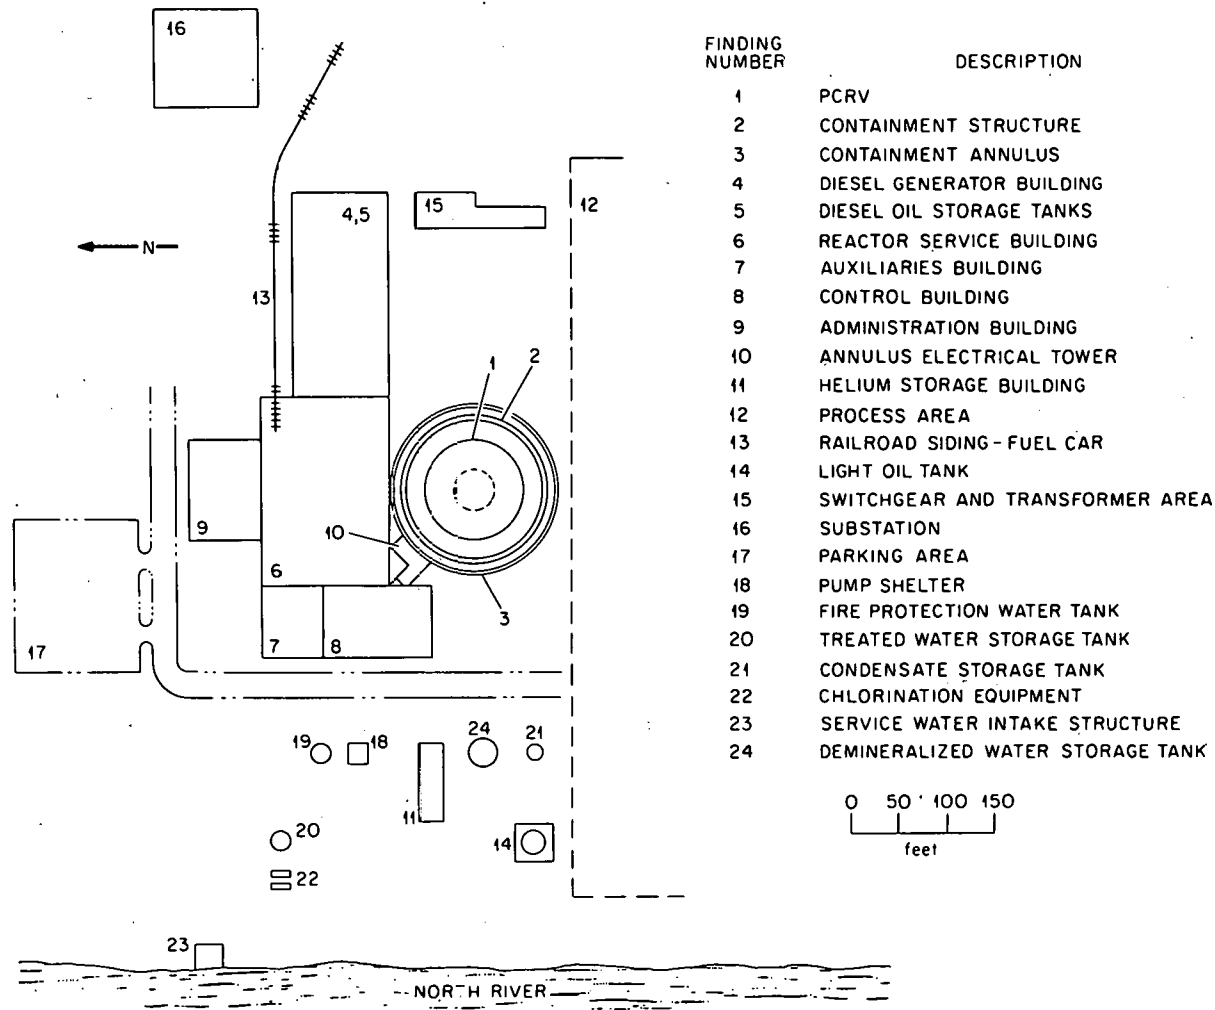 16
4,5
15
12
N
13
1
2
9
10
6
3
7
8
17
19
18
24
21
11
20
14
22
23
NORTH RIVER
FINDING
NUMBER DESCRIPTION
1 PCRV
2 CONTAINMENT STRUCTURE
3 CONTAINMENT ANNULUS
4 DIESEL GENERATOR BUILDING
5 DIESEL OIL STORAGE TANKS
6 REACTOR SERVICE BUILDING
7 AUXILIARIES BUILDING
8 CONTROL BUILDING
9 ADMINISTRATION BUILDING
10 ANNULUS ELECTRICAL TOWER
11 HELIUM STORAGE BUILDING
12 PROCESS AREA
13 RAILROAD SIDING - FUEL CAR
14 LIGHT OIL TANK
15 SWITCHGEAR AND TRANSFORMER AREA
16 SUBSTATION
17 PARKING AREA
18 PUMP SHELTER
19 FIRE PROTECTION WATER TANK
20 TREATED WATER STORAGE TANK
21 CONDENSATE STORAGE TANK
22 CHLORINATION EQUIPMENT
23 SERVICE WATER INTAKE STRUCTURE
24 DEMINERALIZED WATER STORAGE TANK
0 50 100 150
feet